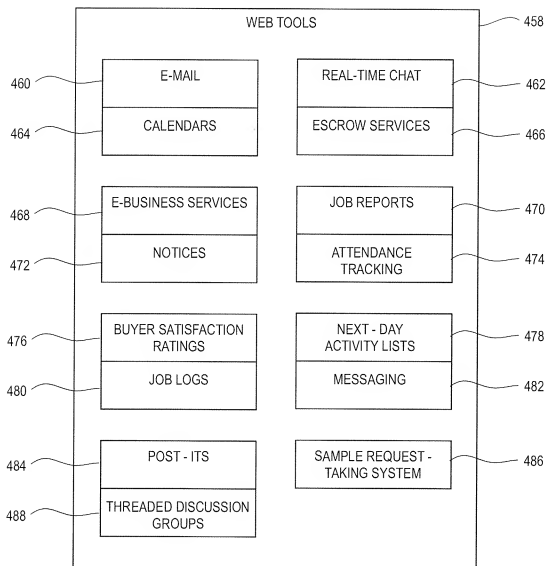 WEB TOOLS
458
460
E-MAIL
REAL-TIME CHAT
462
464
CALENDARS
ESCROW SERVICES
466
468
E-BUSINESS SERVICES
JOB REPORTS
470
472
NOTICES
ATTENDANCE
TRACKING
474
476
BUYER SATISFACTION
RATINGS
NEXT - DAY
ACTIVITY LISTS
478
480
JOB LOGS
MESSAGING
482
484
POST - ITS
SAMPLE REQUEST -
TAKING SYSTEM
486
488
THREADED DISCUSSION
GROUPS